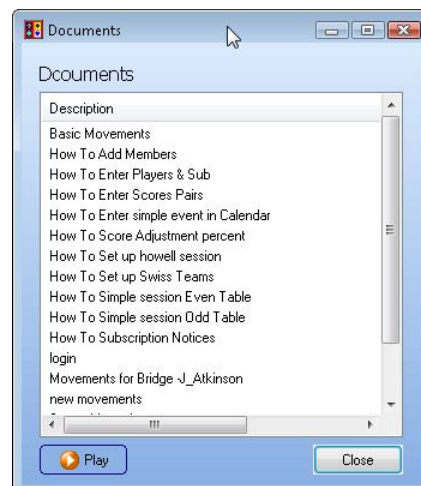 Documents
Dcouments
Description
Basic Movements
How To Add Members
How To Enter Players & Sub
How To Enter Scores Pairs
How To Enter simple event in Calendar
How To Score Adjustment percent
How To Set up howell session
How To Set up Swiss Teams
How To Simple session Even Table
How To Simple session Odd Table
How To Subscription Notices
login
Movements for Bridge -J_Atkinson
new movements
Play
Close